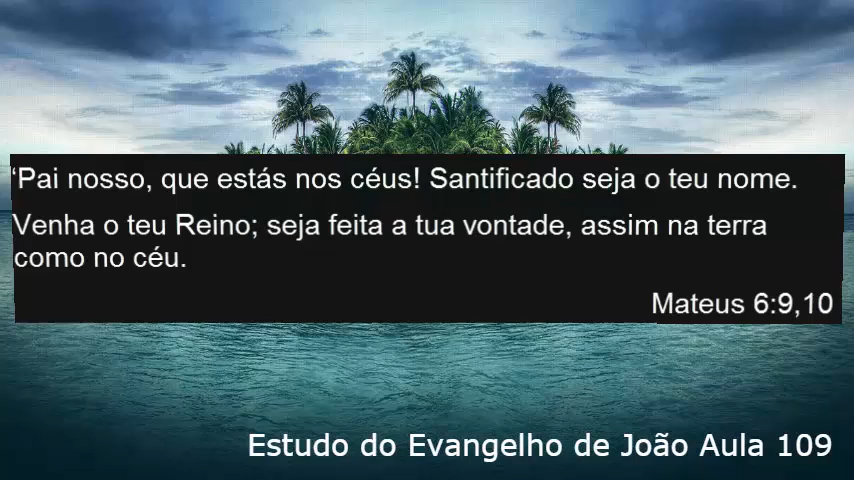 ‘Pai nosso, que estás nos céus! Santificado seja o teu nome.
Venha o teu Reino; seja feita a tua vontade, assim na terra
como no céu.
Mateus 6:9,10
Estudo do Evangelho de João Aula 109